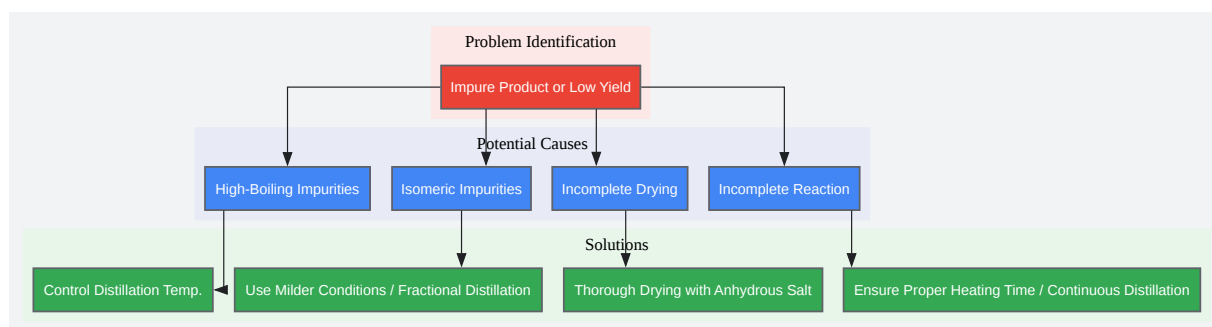 Problem Identification
Impure Product or Low Yield
Potential Causes
High-Boiling Impurities
Isomeric Impurities
Incomplete Drying
Incomplete Reaction
Solutions
Control Distillation Temp.
Use Milder Conditions / Fractional Distillation
Thorough Drying with Anhydrous Salt
Ensure Proper Heating Time / Continuous Distillation